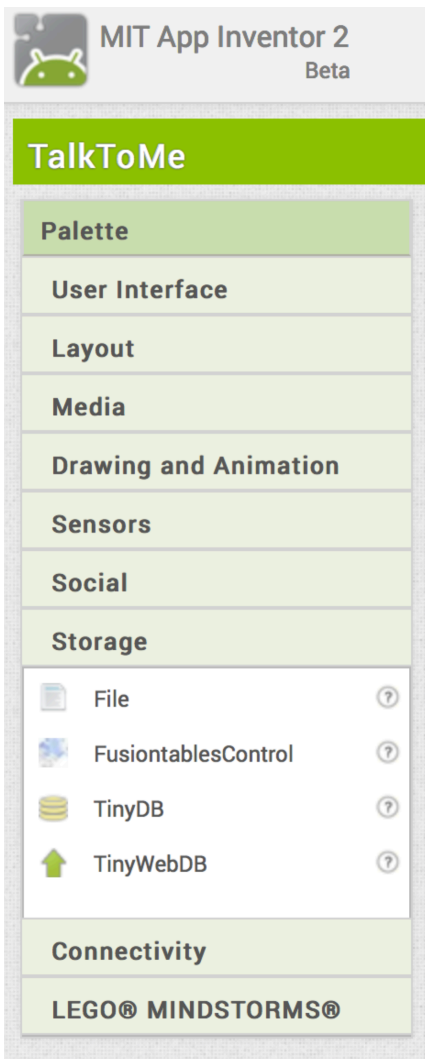 MIT App Inventor 2
Beta
TalkToMe
Palette
User Interface
Layout
Media
Drawing and Animation
Sensors
Social
Storage
File ?
FusiontablesControl ?
TinyDB ?
TinyWebDB ?
Connectivity
LEGO® MINDSTORMS®